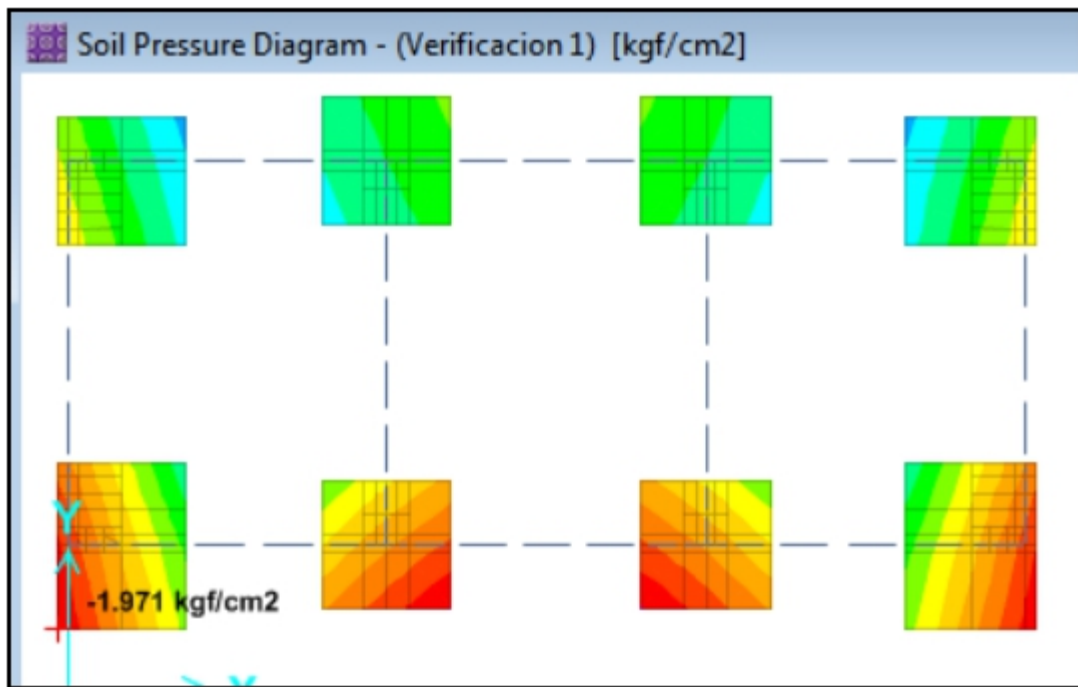 Soil Pressure Diagram - (Verificacion 1) [kgf/cm2]
Y
-1.971 kgf/cm2
X